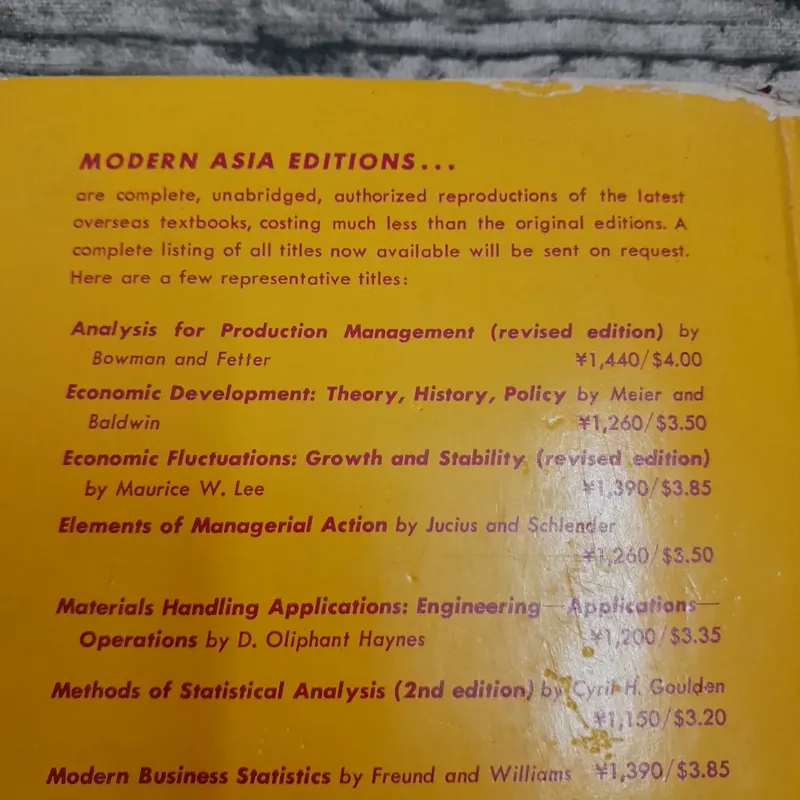 MODERN ASIA EDITIONS...
are complete, unabridged, authorized reproductions of the latest
overseas textbooks, costing much less than the original editions. A
complete listing of all titles now available will be sent on request.
Here are a few representative titles:
Analysis for Production Management (revised edition) by
Bowman and Fetter ¥1,440/$4.00
Economic Development: Theory, History, Policy by Meier and
Baldwin ¥1,260/$3.50
Economic Fluctuations: Growth and Stability (revised edition)
by Maurice W. Lee ¥1,390/$3.85
Elements of Managerial Action by Jucius and Schlender
¥1,260/$3.50
Materials Handling Applications: Engineering—Applications—
Operations by D. Oliphant Haynes ¥1,200/$3.35
Methods of Statistical Analysis (2nd edition) by Cyril H. Goulden
¥1,150/$3.20
Modern Business Statistics by Freund and Williams ¥1,390/$3.85